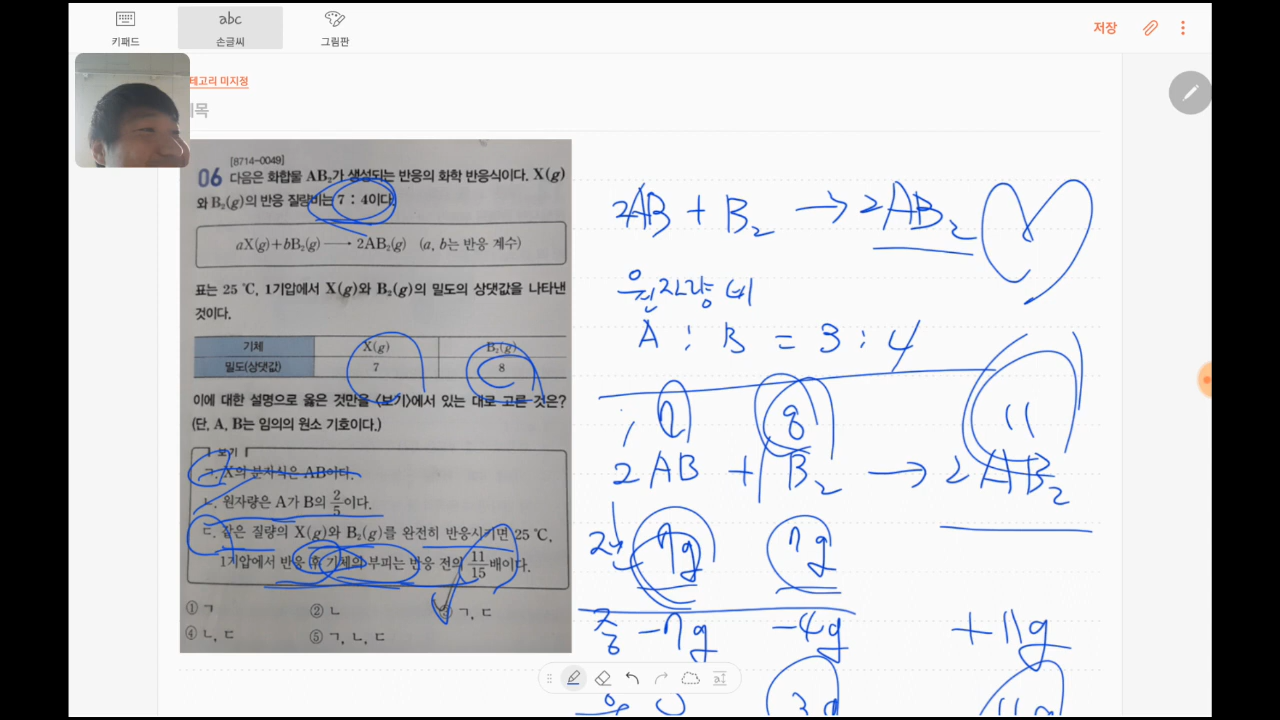 키패드
abc
손글씨
그림판
저장
테고리 미지정
목
[8714-0049]
06 다음은 화합물 AB₂가 생성되는 반응의 화학 반응식이다. X(g)
와 B₂(g)의 반응 질량비는 7 : 4이다.
aX(g)+bB₂(g) ⟶ 2AB₂(g) (a, b는 반응 계수)
표는 25 ℃, 1기압에서 X(g)와 B₂(g)의 밀도의 상댓값을 나타낸
것이다.
기체 X(g) B₂(g)
밀도(상댓값) 7 8
이에 대한 설명으로 옳은 것만을 <보기>에서 있는 대로 고른 것은?
(단, A, B는 임의의 원소 기호이다.)
보기
ㄱ. X의 분자식은 AB이다.
ㄴ. 원자량은 A가 B의 2/5이다.
ㄷ. 같은 질량의 X(g)와 B₂(g)를 완전히 반응시키면 25 ℃,
1기압에서 반응 후 기체의 부피는 반응 전의 11/15배이다.
① ㄱ ② ㄴ ③ ㄱ, ㄷ
④ ㄴ, ㄷ ⑤ ㄱ, ㄴ, ㄷ
2AB + B₂ → 2AB₂
원자량 비
A : B = 3 : 4
7 8 11
2AB + B₂ → 2AB₂
7g 7g
-7g -4g +11g
0 3g 11g